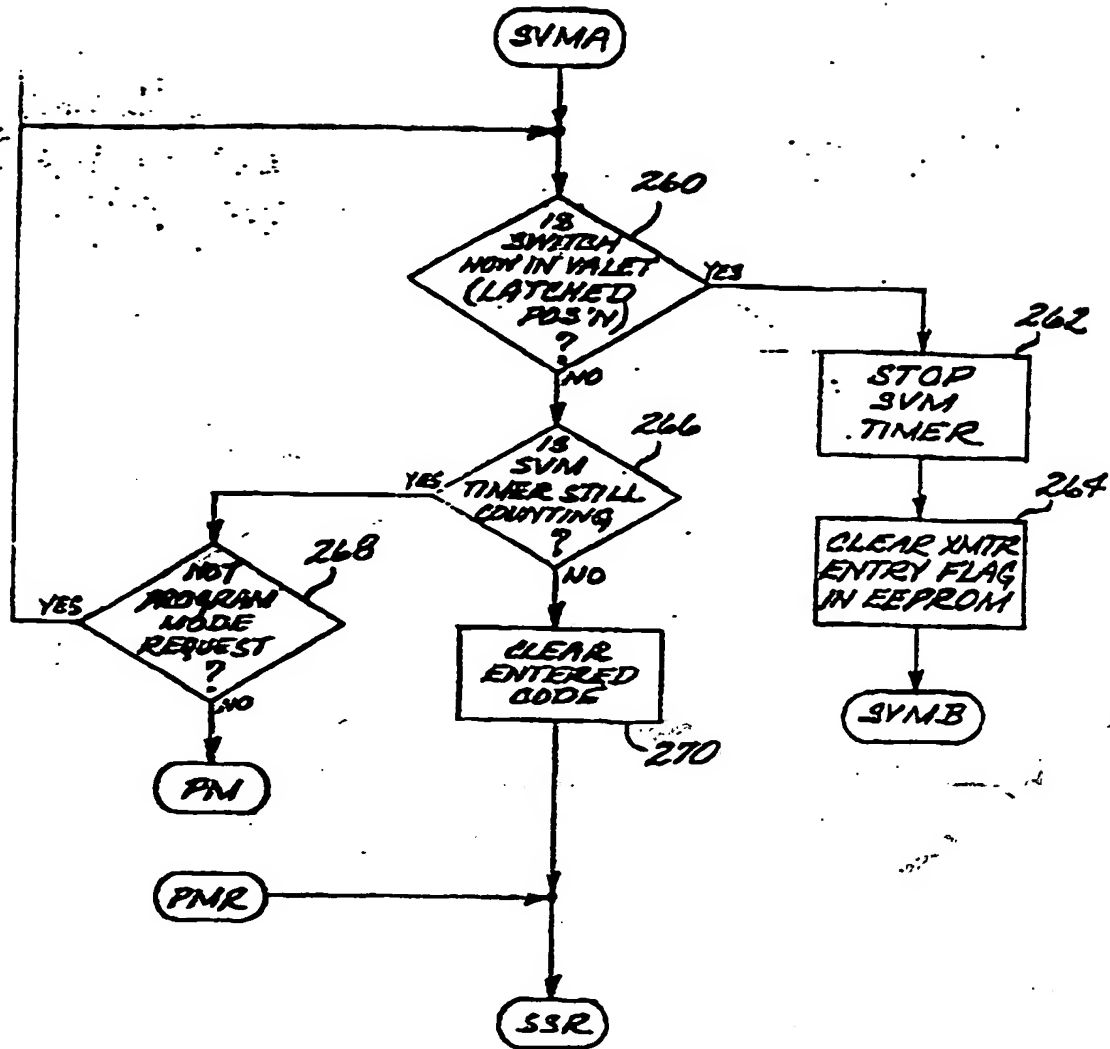 SVMA
260
IS
SWITCH
NOW IN VALET
(LATCHED
POS'N)
?
YES
NO
262
STOP
SVM
TIMER
264
CLEAR XMTR
ENTRY FLAG
IN EEPROM
SVMB
266
IS
SVM
TIMER STILL
COUNTING
?
YES
NO
268
NOT
PROGRAM
MODE
REQUEST
?
YES
NO
PM
CLEAR
ENTERED
CODE
270
PMR
SSR